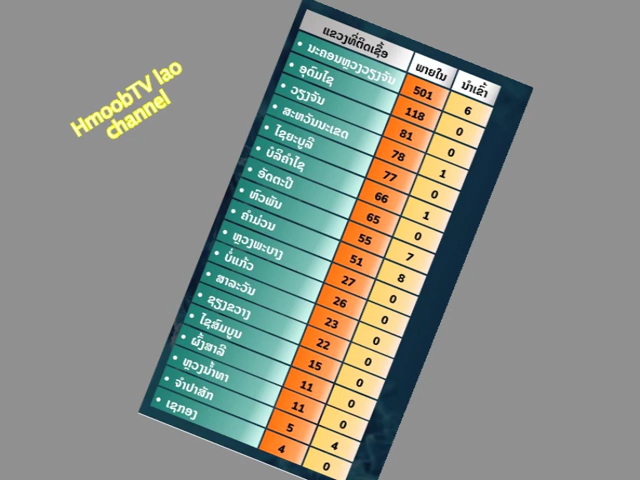 HmoobTV lao
channel
ແຂວງທີ່ຕິດເຊື້ອ ພາຍໃນ ນຳເຂົ້າ
• ນະຄອນຫຼວງວຽງຈັນ 501 6
• ອຸດົມໄຊ 118 0
• ວຽງຈັນ 81 0
• ສະຫວັນນະເຂດ 78 1
• ໄຊຍະບູລີ 77 0
• ບໍລິຄຳໄຊ 66 1
• ອັດຕະປື 65 0
• ຫົວພັນ 55 7
• ຄຳມ່ວນ 51 8
• ຫຼວງພະບາງ 27 0
• ບໍ່ແກ້ວ 26 0
• ສາລະວັນ 23 0
• ຊຽງຂວາງ 22 0
• ໄຊສົມບູນ 15 0
• ຜົ້ງສາລີ 11 0
• ຫຼວງນ້ຳທາ 11 0
• ຈຳປາສັກ 5 4
• ເຊກອງ 4 0